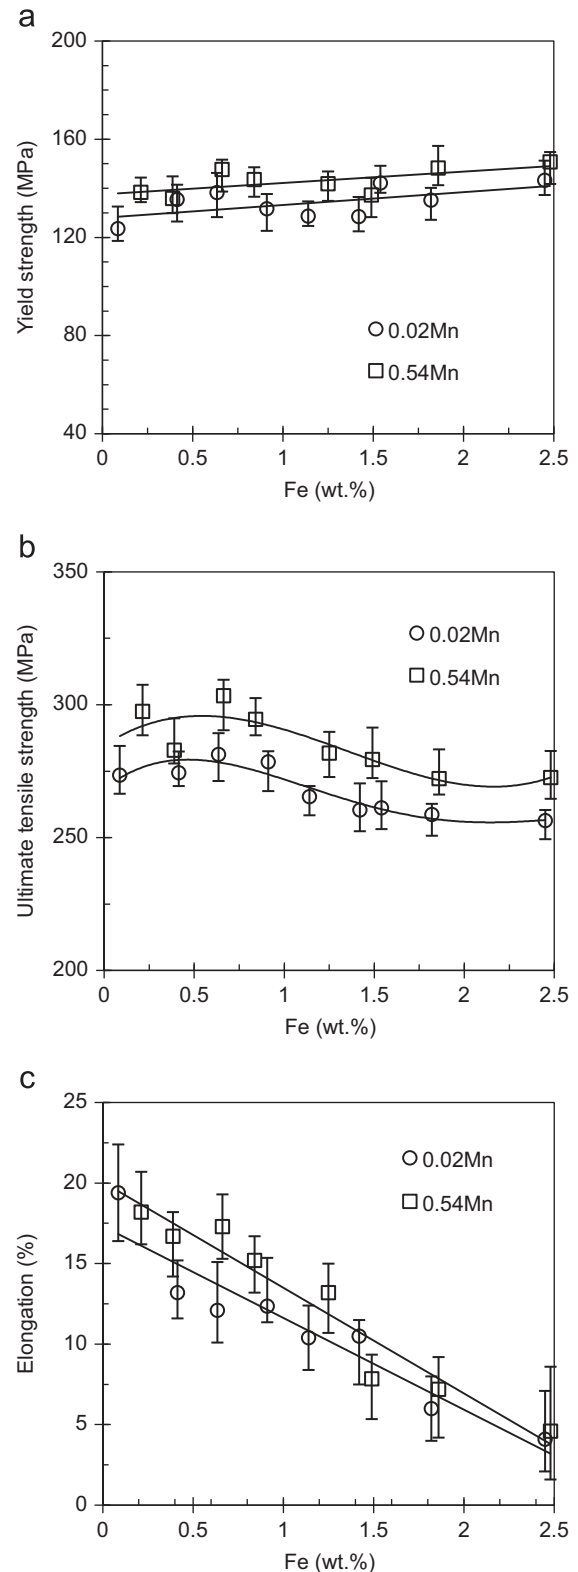 a
200
160
120
80
40
Yield strength (MPa)
0.02Mn
0.54Mn
0 0.5 1 1.5 2 2.5
Fe (wt.%)
b
350
300
250
200
Ultimate tensile strength (MPa)
0.02Mn
0.54Mn
0 0.5 1 1.5 2 2.5
Fe (wt.%)
c
25
20
15
10
5
0
Elongation (%)
0.02Mn
0.54Mn
0 0.5 1 1.5 2 2.5
Fe (wt.%)